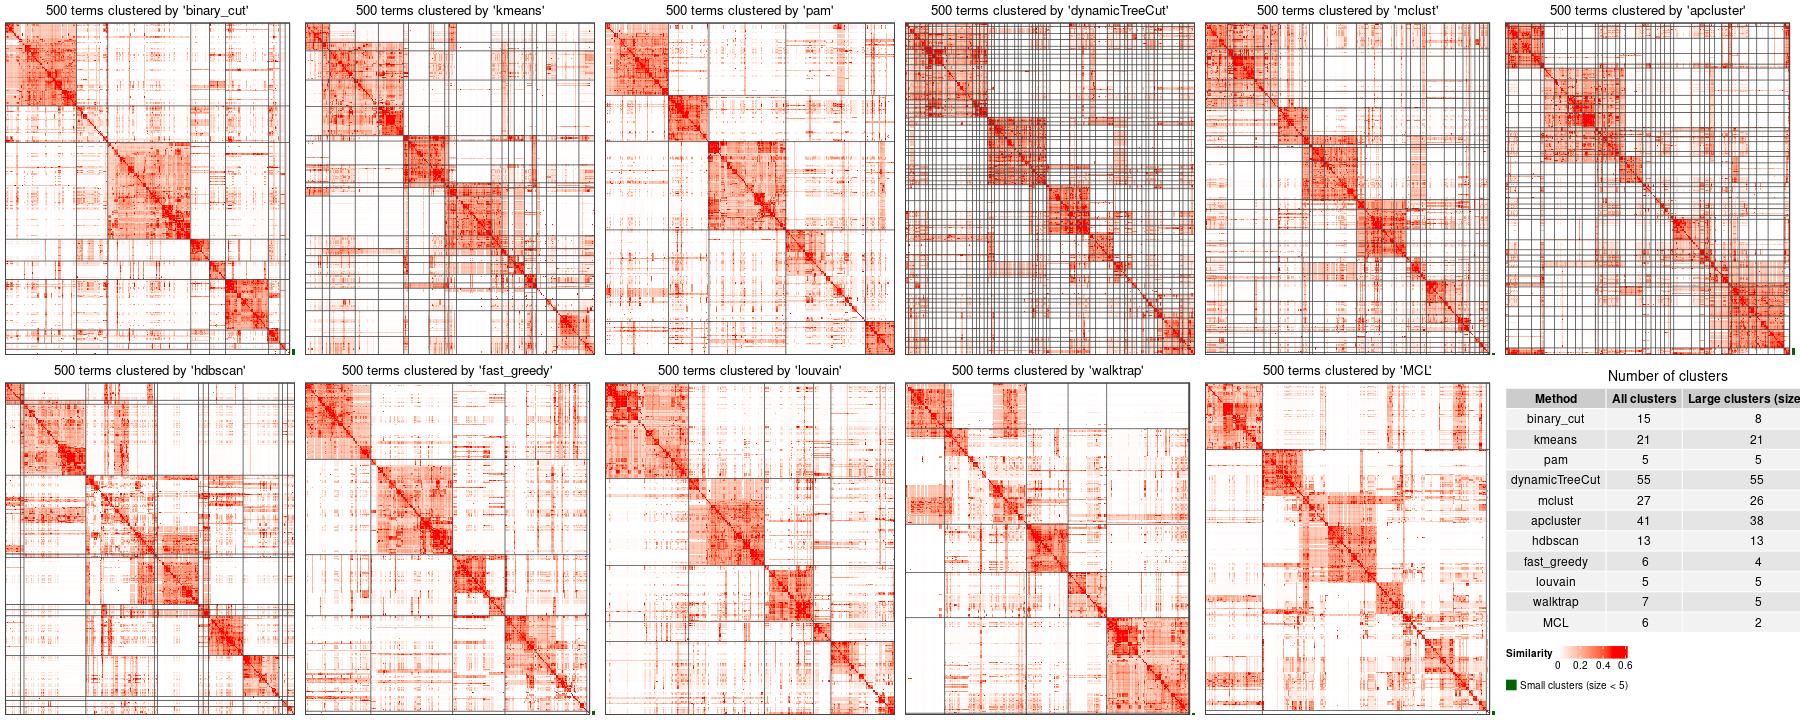 500 terms clustered by 'binary_cut'
500 terms clustered by 'kmeans'
500 terms clustered by 'pam'
500 terms clustered by 'dynamicTreeCut'
500 terms clustered by 'mclust'
500 terms clustered by 'apcluster'
500 terms clustered by 'hdbscan'
500 terms clustered by 'fast_greedy'
500 terms clustered by 'louvain'
500 terms clustered by 'walktrap'
500 terms clustered by 'MCL'
Number of clusters
Method All clusters Large clusters (size
binary_cut 15 8
kmeans 21 21
pam 5 5
dynamicTreeCut 55 55
mclust 27 26
apcluster 41 38
hdbscan 13 13
fast_greedy 6 4
louvain 5 5
walktrap 7 5
MCL 6 2
Similarity
0 0.2 0.4 0.6
Small clusters (size < 5)